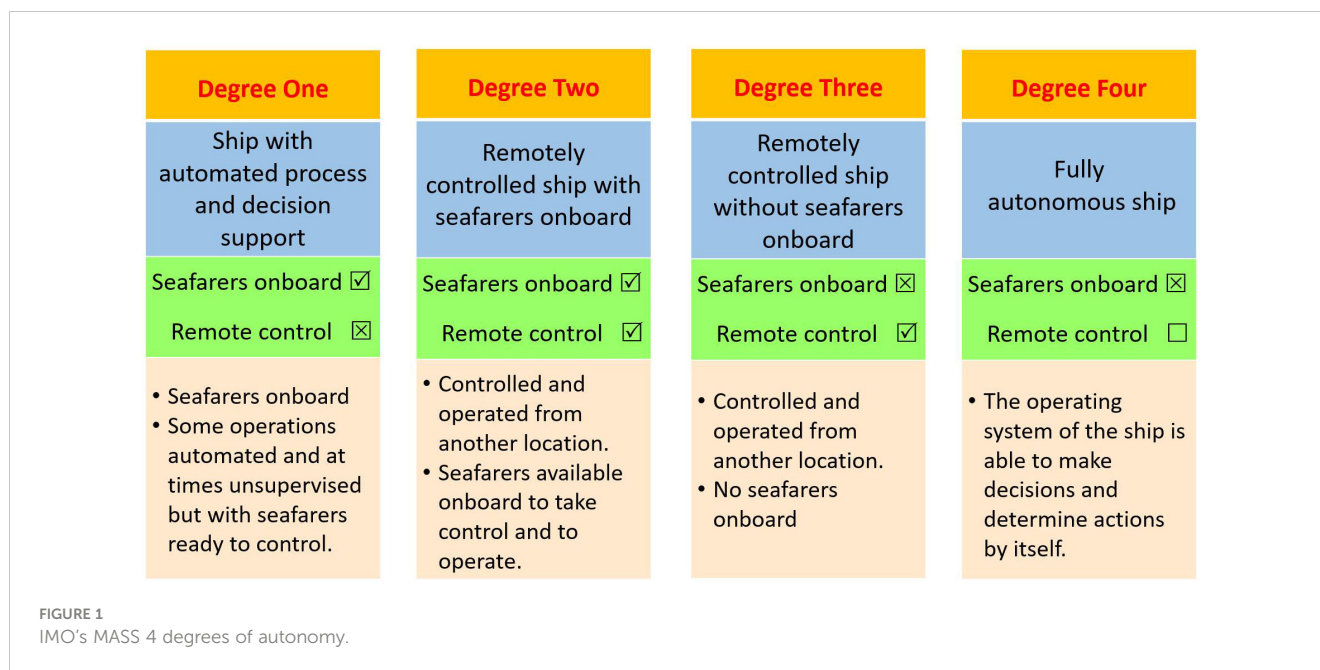 Degree One
Ship with
automated process
and decision
support
Seafarers onboard ☑
Remote control ☒
• Seafarers onboard
• Some operations
automated and at
times unsupervised
but with seafarers
ready to control.
Degree Two
Remotely
controlled ship with
seafarers onboard
Seafarers onboard ☑
Remote control ☑
• Controlled and
operated from
another location.
• Seafarers available
onboard to take
control and to
operate.
Degree Three
Remotely
controlled ship
without seafarers
onboard
Seafarers onboard ☒
Remote control ☑
• Controlled and
operated from
another location.
• No seafarers
onboard
Degree Four
Fully
autonomous ship
Seafarers onboard ☒
Remote control ☐
• The operating
system of the ship is
able to make
decisions and
determine actions
by itself.
FIGURE 1
IMO's MASS 4 degrees of autonomy.